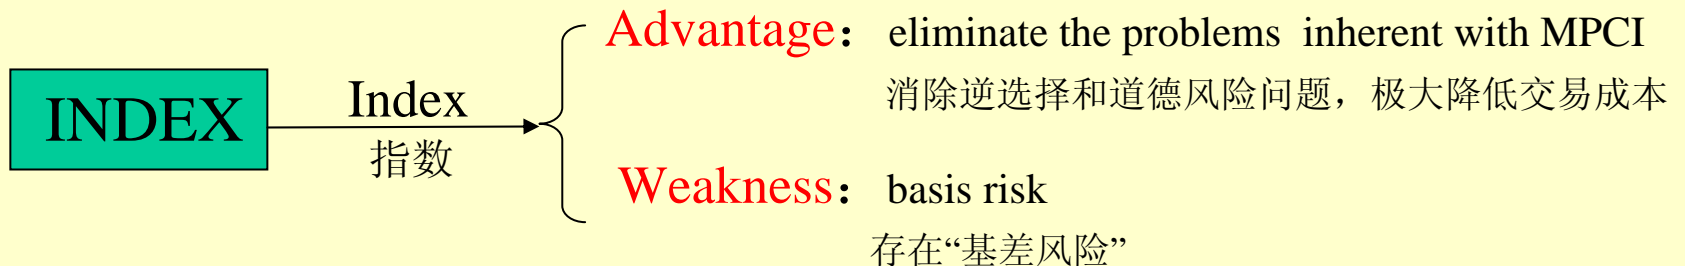 INDEX
Index
指数
Advantage： eliminate the problems inherent with MPCI
消除逆选择和道德风险问题，极大降低交易成本
Weakness： basis risk
存在“基差风险”